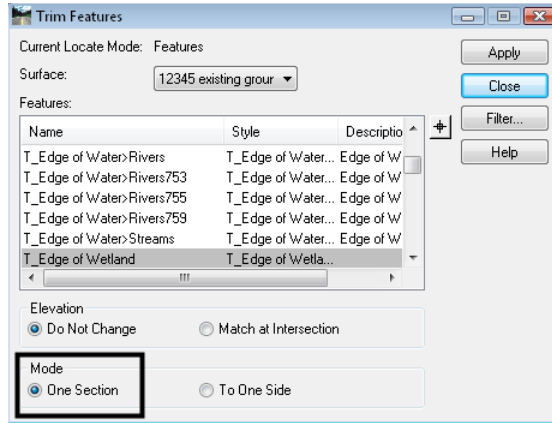 Trim Features
Current Locate Mode: Features
Apply
Surface:
12345 existing grour
Close
Features:
Filter...
Name Style Descriptio
Help
T_Edge of Water>Rivers T_Edge of Water... Edge of W
T_Edge of Water>Rivers753 T_Edge of Water... Edge of W
T_Edge of Water>Rivers755 T_Edge of Water... Edge of W
T_Edge of Water>Rivers759 T_Edge of Water... Edge of W
T_Edge of Water>Streams T_Edge of Water... Edge of W
T_Edge of Wetland T_Edge of Wetla...
Elevation
Do Not Change Match at Intersection
Mode
One Section To One Side